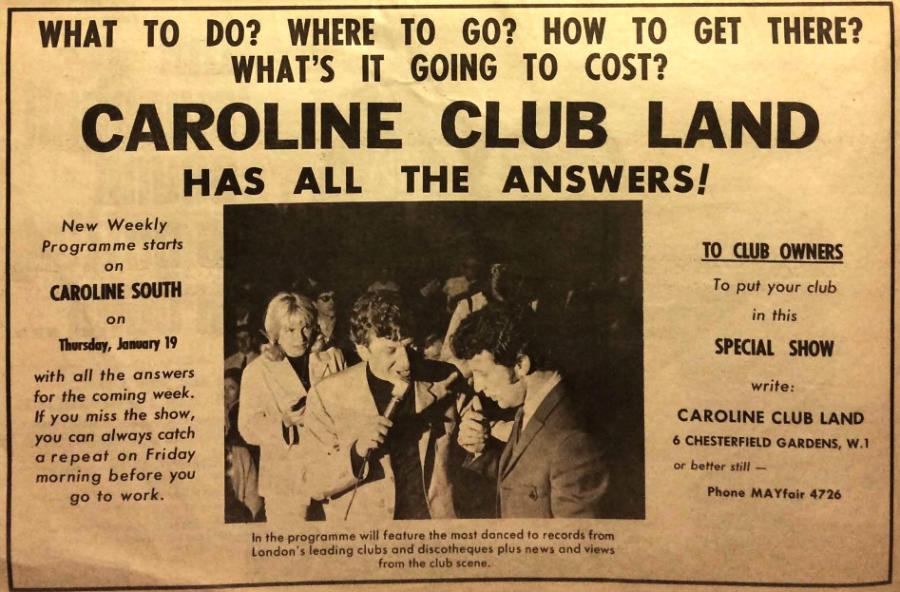 WHAT TO DO? WHERE TO GO? HOW TO GET THERE?
WHAT'S IT GOING TO COST?
CAROLINE CLUB LAND
HAS ALL THE ANSWERS!
New Weekly
Programme starts
on
CAROLINE SOUTH
on
Thursday, January 19
with all the answers
for the coming week.
If you miss the show,
you can always catch
a repeat on Friday
morning before you
go to work.
TO CLUB OWNERS
To put your club
in this
SPECIAL SHOW
write:
CAROLINE CLUB LAND
6 CHESTERFIELD GARDENS, W.1
or better still —
Phone MAYfair 4726
In the programme will feature the most danced to records from
London's leading clubs and discotheques plus news and views
from the club scene.